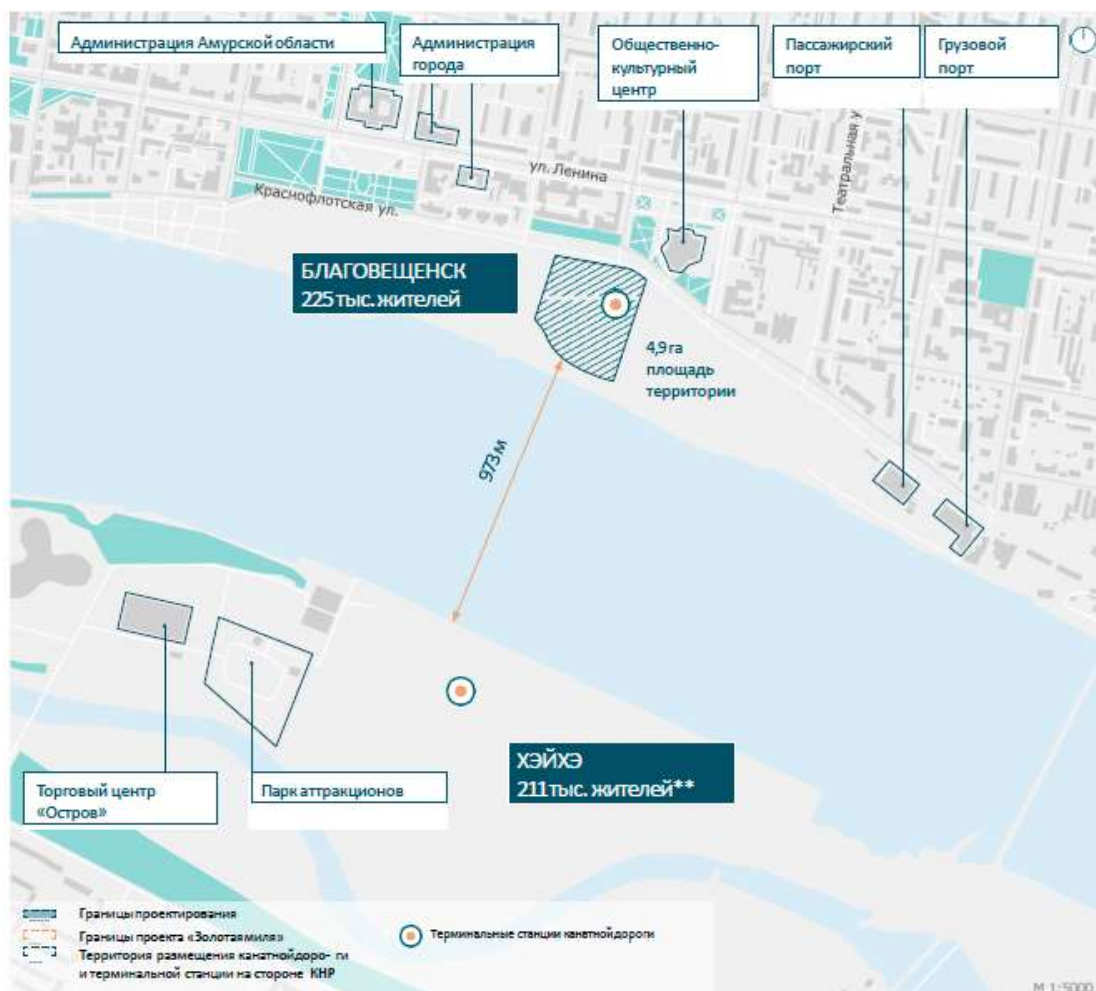 Администрация Амурской области
Администрация
города
Общественно-
культурный
центр
Пассажирский
порт
Грузовой
порт
ул. Ленина
Театральная у
Краснофлотская ул.
БЛАГОВЕЩЕНСК
225 тыс. жителей
4,9 га
площадь
территории
973 м
ХЭЙХЭ
211 тыс. жителей**
Торговый центр
«Остров»
Парк аттракционов
Границы проектирования
Границы проекта «Золотая миля»
Территория размещения канатной доро- ги
и терминальной станции на стороне КНР
Терминальные станции канатной дороги
М 1:5000